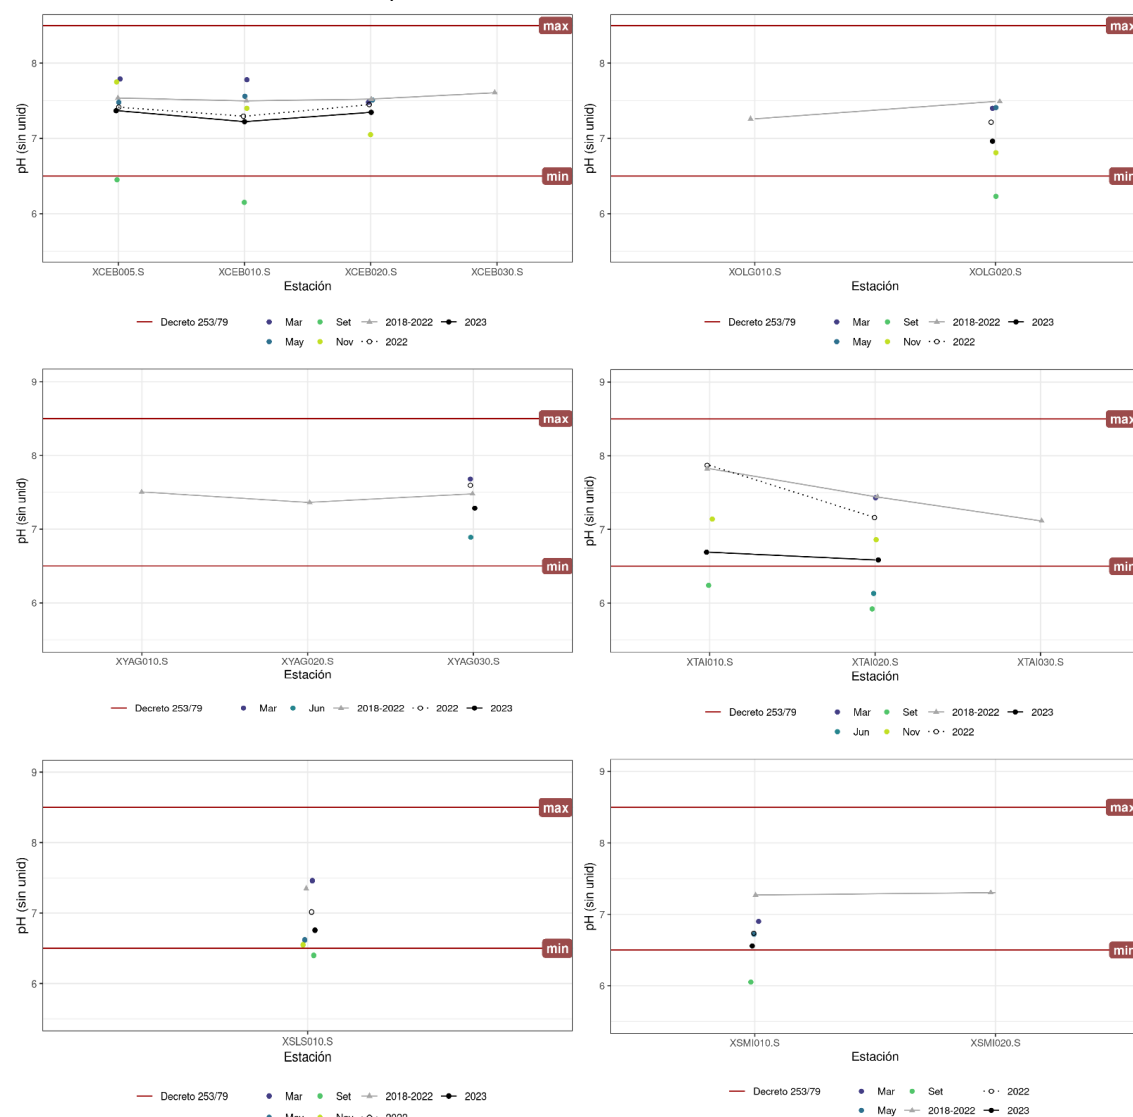 max
max
8
8
7
7
min
min
6
6
pH (sin unid)
pH (sin unid)
XCEB005.S XCEB010.S XCEB020.S XCEB030.S
XOLG010.S XOLG020.S
Estación
Estación
Decreto 253/79 Mar Set 2018-2022 2023
May Nov 2022
Decreto 253/79 Mar Set 2018-2022 2023
May Nov 2022
9
9
max
max
8
8
7
7
min
min
6
6
pH (sin unid)
pH (sin unid)
XYAG010.S XYAG020.S XYAG030.S
XTAI010.S XTAI020.S XTAI030.S
Estación
Estación
Decreto 253/79 Mar Jun 2018-2022 2022 2023
Decreto 253/79 Mar Set 2018-2022 2023
Jun Nov 2022
9
9
max
max
8
8
7
7
min
min
6
6
pH (sin unid)
pH (sin unid)
XSLS010.S
XSMI010.S XSMI020.S
Estación
Estación
Decreto 253/79 Mar Set 2018-2022 2023
May Nov
Decreto 253/79 Mar Set 2022
May 2018-2022 2023